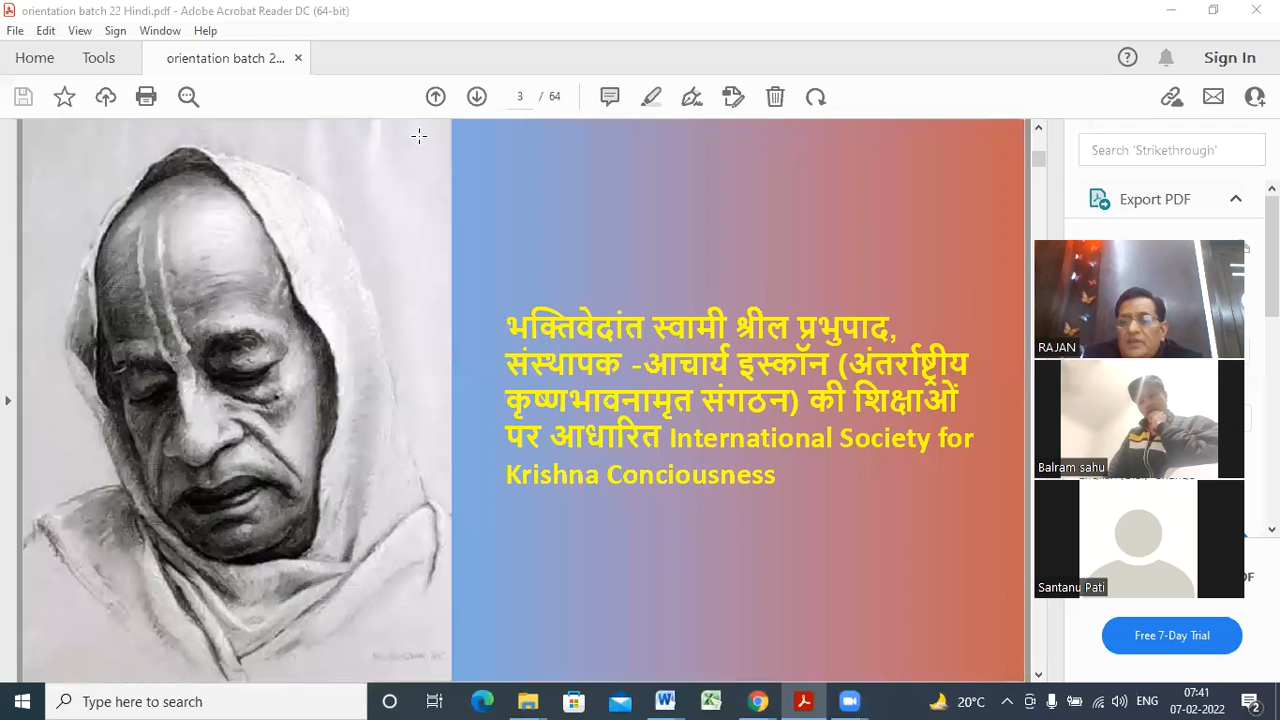 orientation batch 22 Hindi.pdf - Adobe Acrobat Reader DC (64-bit)
File Edit View Sign Window Help
Home Tools orientation batch 2... Sign In
3 / 64
Search 'Strikethrough'
Export PDF
भक्तिवेदांत स्वामी श्रील प्रभुपाद,
संस्थापक -आचार्य इस्कॉन (अंतर्राष्ट्रीय
कृष्णभावनामृत संगठन) की शिक्षाओं
पर आधारित International Society for
Krishna Conciousness
RAJAN
Balram sahu
Santanu Pati
Free 7-Day Trial
Type here to search
20°C
ENG
07:41
07-02-2022
2